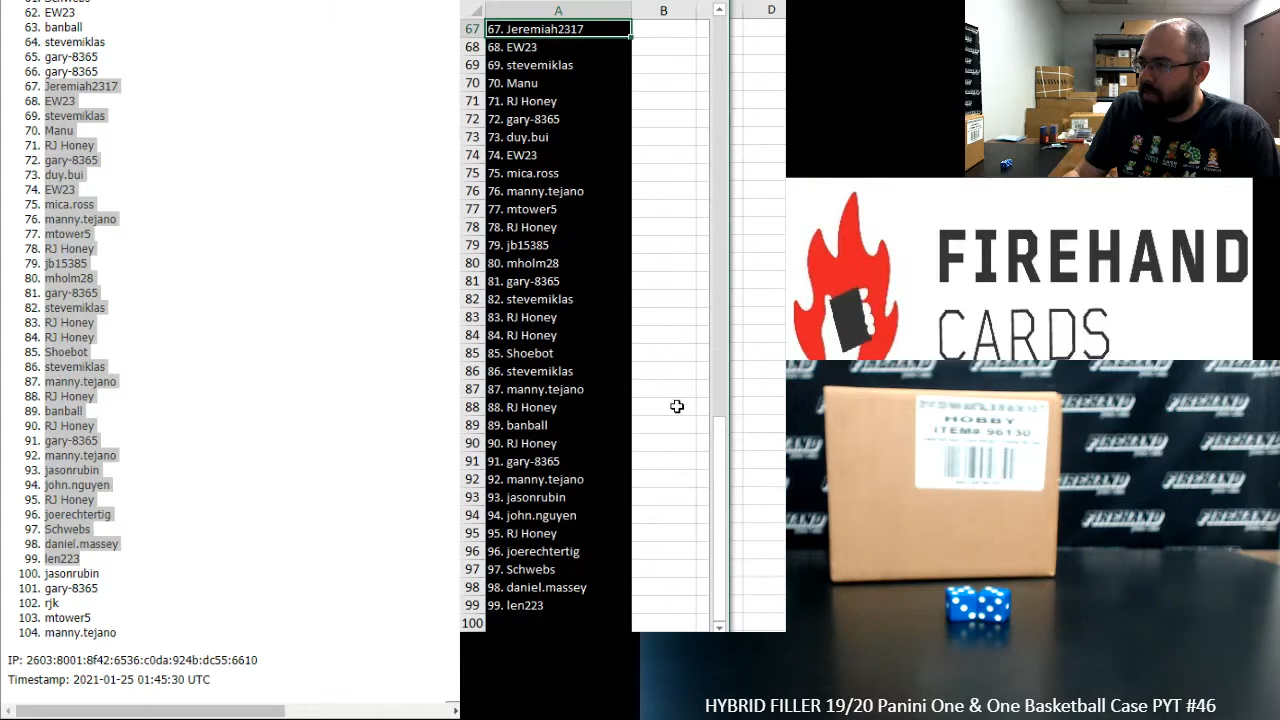 61. Schwebs
62. EW23
63. banball
64. stevemiklas
65. gary-8365
66. gary-8365
67. Jeremiah2317
68. EW23
69. stevemiklas
70. Manu
71. RJ Honey
72. gary-8365
73. duy.bui
74. EW23
75. mica.ross
76. manny.tejano
77. mtower5
78. RJ Honey
79. jb15385
80. mholm28
81. gary-8365
82. stevemiklas
83. RJ Honey
84. RJ Honey
85. Shoebot
86. stevemiklas
87. manny.tejano
88. RJ Honey
89. banball
90. RJ Honey
91. gary-8365
92. manny.tejano
93. jasonrubin
94. john.nguyen
95. RJ Honey
96. joerechtertig
97. Schwebs
98. daniel.massey
99. len223
100. jasonrubin
101. gary-8365
102. rjk
103. mtower5
104. manny.tejano
IP: 2603:8001:8f42:6536:c0da:924b:dc55:6610
Timestamp: 2021-01-25 01:45:30 UTC
A B D
67 67. Jeremiah2317
68 68. EW23
69 69. stevemiklas
70 70. Manu
71 71. RJ Honey
72 72. gary-8365
73 73. duy.bui
74 74. EW23
75 75. mica.ross
76 76. manny.tejano
77 77. mtower5
78 78. RJ Honey
79 79. jb15385
80 80. mholm28
81 81. gary-8365
82 82. stevemiklas
83 83. RJ Honey
84 84. RJ Honey
85 85. Shoebot
86 86. stevemiklas
87 87. manny.tejano
88 88. RJ Honey
89 89. banball
90 90. RJ Honey
91 91. gary-8365
92 92. manny.tejano
93 93. jasonrubin
94 94. john.nguyen
95 95. RJ Honey
96 96. joerechtertig
97 97. Schwebs
98 98. daniel.massey
99 99. len223
100
FIREHAND
CARDS
HOBBY
ITEM# 96130
FIREHAND
HYBRID FILLER 19/20 Panini One & One Basketball Case PYT #46